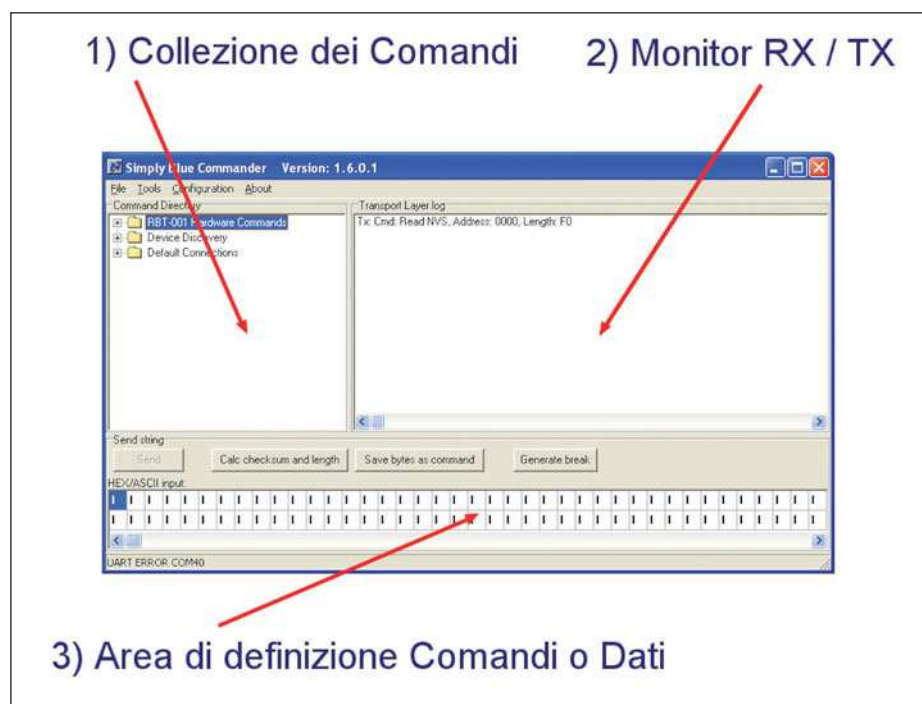 1) Collezione dei Comandi
2) Monitor RX / TX
Simply Blue Commander Version: 1.6.0.1
File Tools Configuration About
Command Directory
Transport Layer log
RBT-001 Hardware Commands
Device Discovery
Default Connections
Tx: Cmd: Read NVS, Address: 0000, Length: F0
Send string
Send
Calc checksum and length
Save bytes as command
Generate break
HEX/ASCII input:
UART ERROR COM40
3) Area di definizione Comandi o Dati